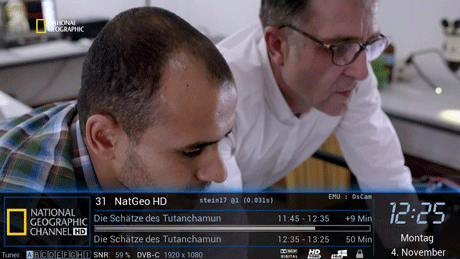 NATIONAL
GEOGRAPHIC
EMU : OsCam
31 NatGeo HD
stein17 @1 (0.031s)
12:25
NATIONAL
GEOGRAPHIC
CHANNEL HD
Die Schätze des Tutanchamun 11:45 - 12:35 +9 Min
Die Schätze des Tutanchamun 12:35 - 13:25 50 Min
Montag
4. November
Tuner: A B C D E F G H I J SNR 59 % DVB-C 1920 x 1080